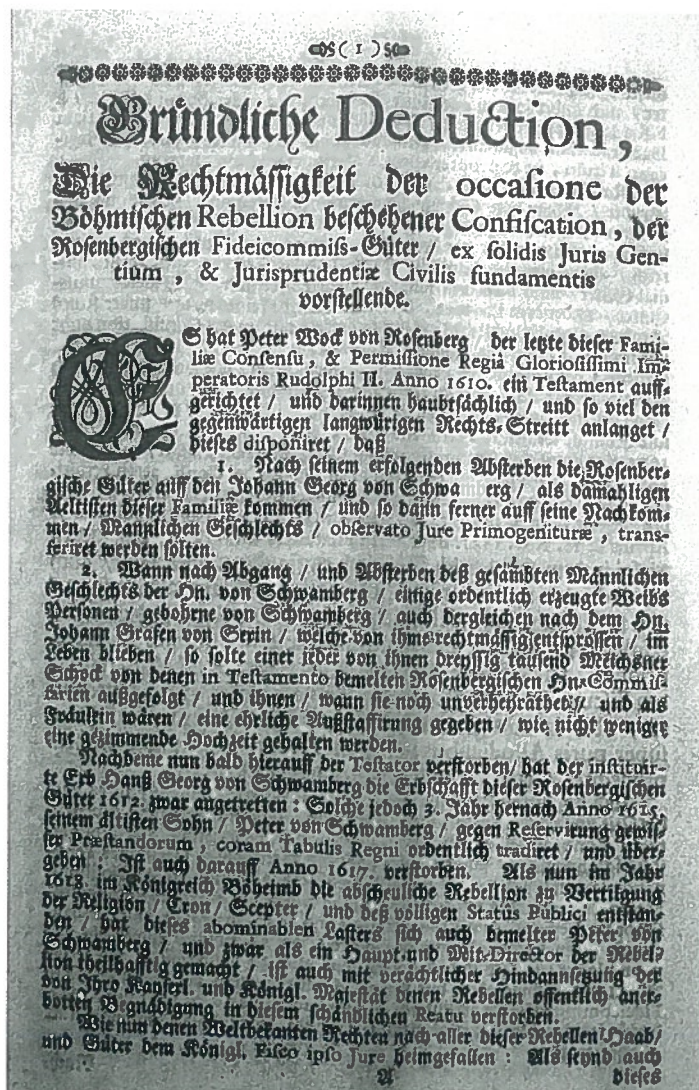 ( 1 )
Gründliche Deduction,
Die Rechtmässigkeit der occasione der
Böhmischen Rebellion beschehener Confiscation, der
Rosenbergischen Fideicommiss-Güter / ex solidis Juris Gen-
tium, & Jurisprudentiæ Civilis fundamentis
vorstellende.
ES hat Peter Wock von Rosenberg / der letzte dieser Fami-
liæ Consensu, & Permissione Regiâ Gloriosissimi Im-
peratoris Rudolphi II. Anno 1610. ein Testament auff-
gerichtet / und darinnen haubtsächlich / und so viel den
gegenwärtigen langwürigen Rechts-Streitt anlanget /
dieses disponiret / daß
1. Nach seinem erfolgenden Absterben die Rosenber-
gische Güter auff den Johann Georg von Schwa erg / als damahligen
Aeltisten dieser Familiæ kommen / und so dann ferner auff seine Nachkom-
men / Mannlichen Geschlechts / observato Jure Primogenituræ, trans-
feriret werden solten.
2. Wann nach Abgang / und Absterben deß gesambten Männlichen
Geschlechts der Hn. von Schwamberg / einige ordentlich erzeugte Weibs
Personen / gebohrne von Schwamberg / auch dergleichen nach dem Hn.
Johann Grafen von Serin / welche von ihme rechtmässig entsprossen / im
Leben blieben / so solte einer jeder von ihnen dreyssig tausend Meichsner
Schock von denen in Testamento bemelten Rosenbergischen Hn. Commis-
sarien außgefolgt / und ihnen / wann sie noch unverheyrathet / und als
Fräulein wären / eine ehrliche Außstaffirung gegeben / wie nicht weniger
eine gezimmende Hochzeit gehalten werden.
Nachdeme nun bald hierauff der Testator verstorben / hat der instituir-
te Erb Hanß Georg von Schwamberg die Erbschafft dieser Rosenbergischen
Güter 1612. zwar angetretten : Solche jedoch 3. Jahr hernach Anno 1615.
seinem ältisten Sohn / Peter von Schwamberg / gegen Reservirung gewis-
ser Præstandorum, coram Tabulis Regni ordentlich tradiret / und über-
geben : Ist auch darauff Anno 1617. verstorben. Als nun im Jahr
1618. im Königreich Böheimb die abscheuliche Rebellion zu Vertilgung
der Religion / Cron / Scepter / und deß völligen Status Publici entstan-
den / hat dieses abominablen Lasters sich auch bemelter Peter von
Schwamberg / und zwar als ein Haupt und Mit-Director der Rebel-
lion theilhafftig gemacht / ist auch mit verächtlicher Hindannsetzung der
von Ihro Kayserl. und Königl. Majestät denen Rebellen offentlich aner-
botten Begnädigung in diesem schändlichen Reatu verstorben.
Wie nun denen Weltbekanten Rechten nach aller dieser Rebellen Haab /
und Güter dem Königl. Fisco ipso Jure heimgefallen : Als seynd auch
A dieses